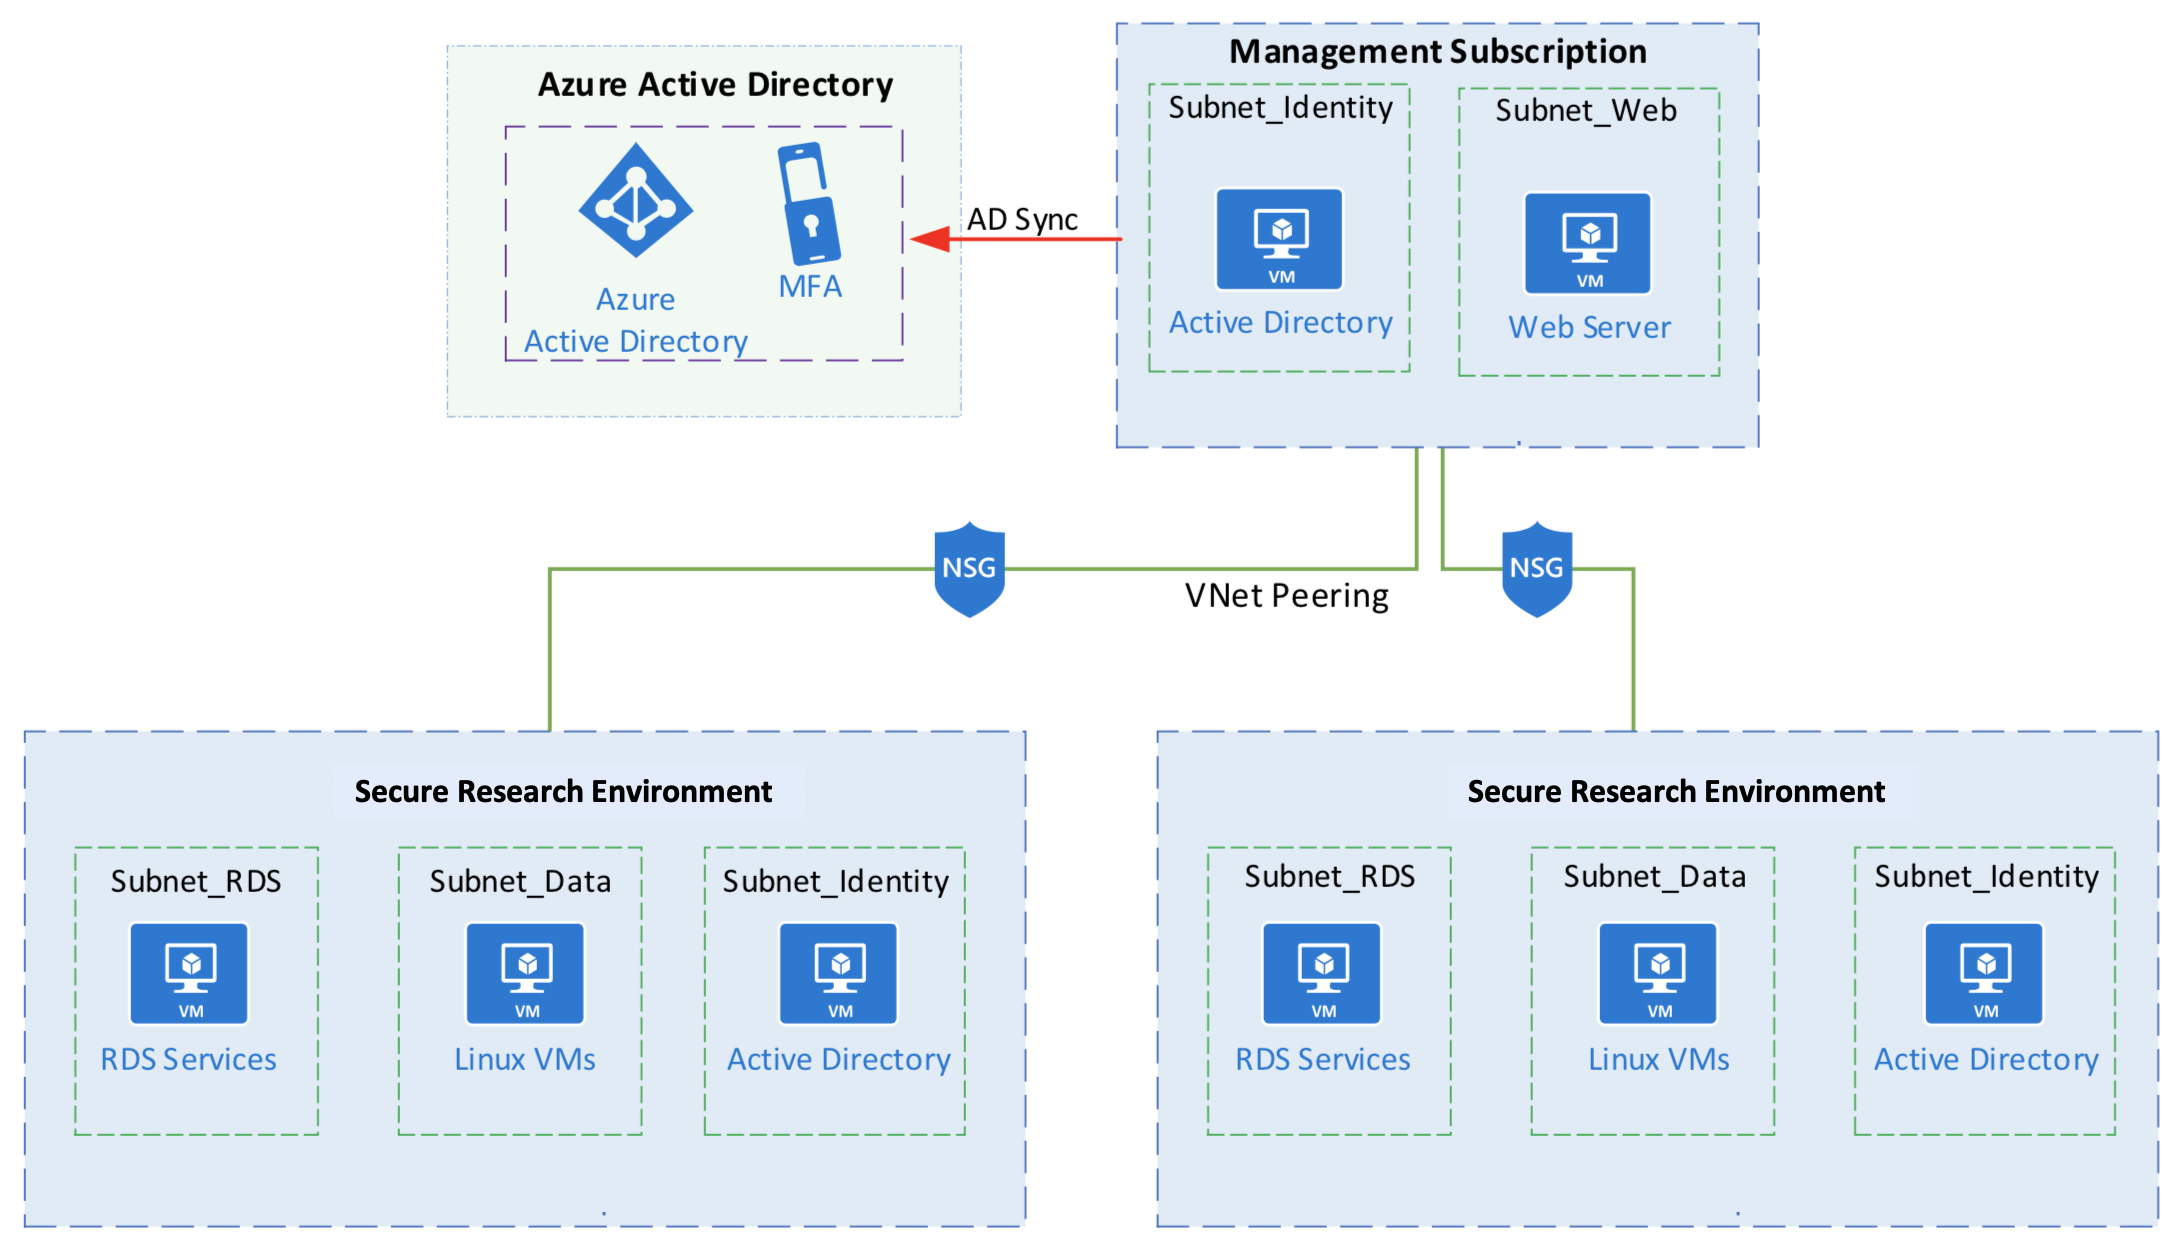 Azure Active Directory
Azure
Active Directory
MFA
AD Sync
Management Subscription
Subnet_Identity
VM
Active Directory
Subnet_Web
VM
Web Server
NSG
VNet Peering
NSG
Secure Research Environment
Subnet_RDS
VM
RDS Services
Subnet_Data
VM
Linux VMs
Subnet_Identity
VM
Active Directory
Secure Research Environment
Subnet_RDS
VM
RDS Services
Subnet_Data
VM
Linux VMs
Subnet_Identity
VM
Active Directory